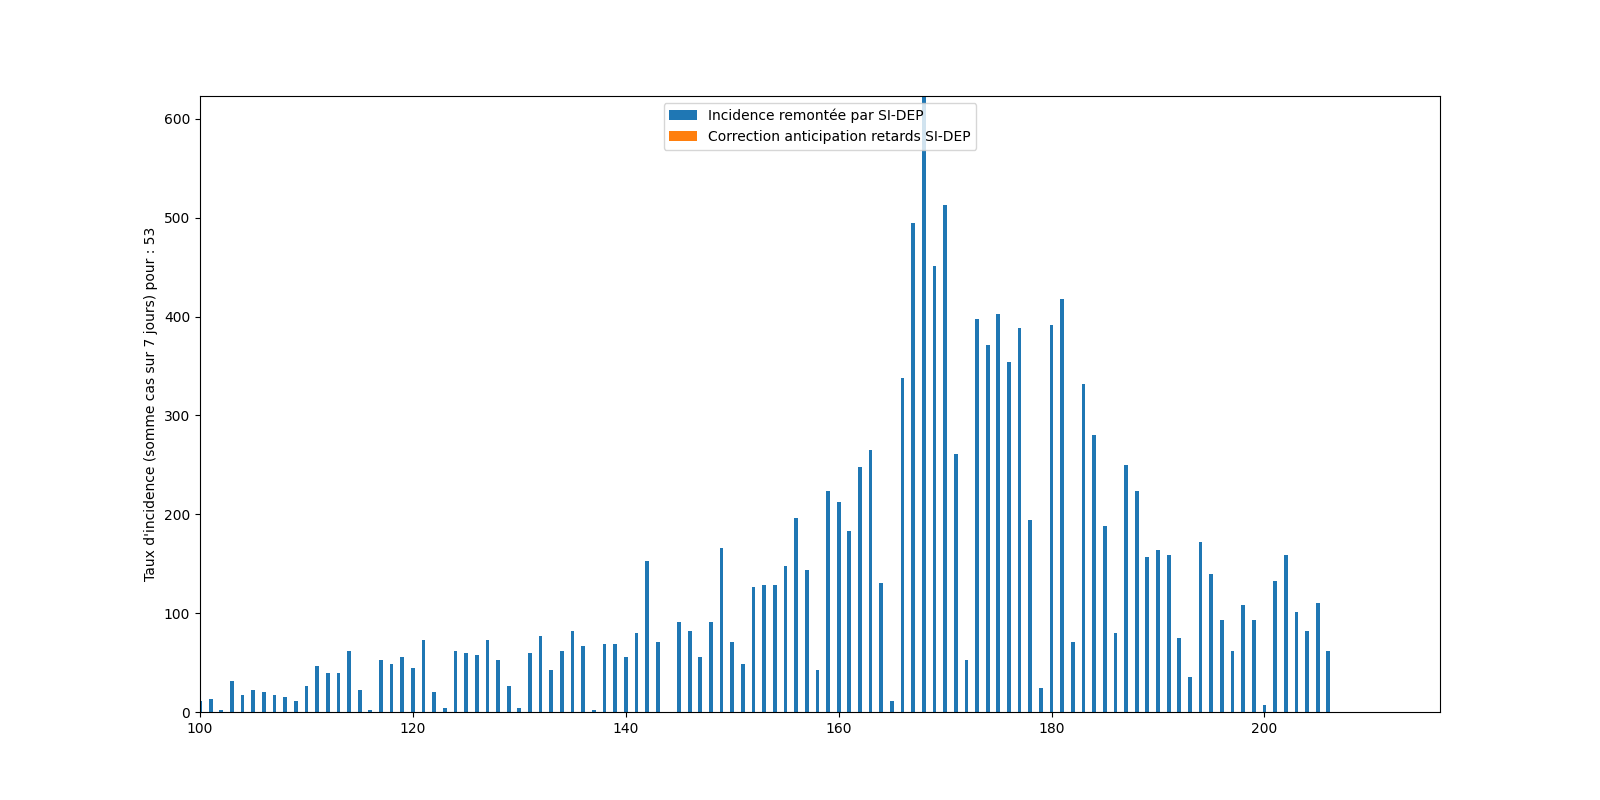 Incidence remontée par SI-DEP
Correction anticipation retards SI-DEP
Taux d'incidence (somme cas sur 7 jours) pour : 53
600
500
400
300
200
100
0
100 120 140 160 180 200